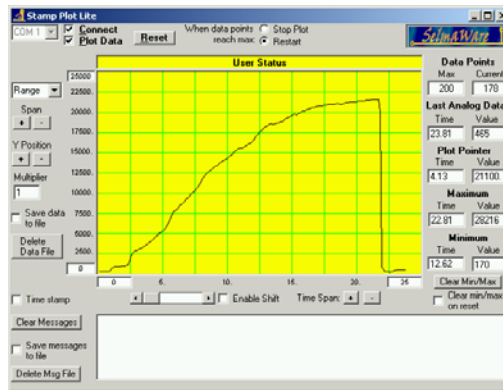 Stamp Plot Lite
COM 1
Connect
Plot Data
Reset
When data points reach max:
Stop Plot
Restart
SelmaWare
User Status
Range
Span
+ -
Y Position
+ -
Multiplier
1
Save data to file
Delete Data File
25000
22500.
20000.
17500.
15000.
12500.
10000.
7500.
5000.
2500.
0
0 6. 10. 16. 20. 26
Data Points
Max Current
200 178
Last Analog Data
Time Value
23.81 465
Plot Pointer
Time Value
4.13 21100.
Maximum
Time Value
22.81 28216
Minimum
Time Value
12.62 170
Clear Min/Max
Clear min/max on reset
Time stamp
Enable Shift
Time Span: + -
Clear Messages
Save messages to file
Delete Msg File